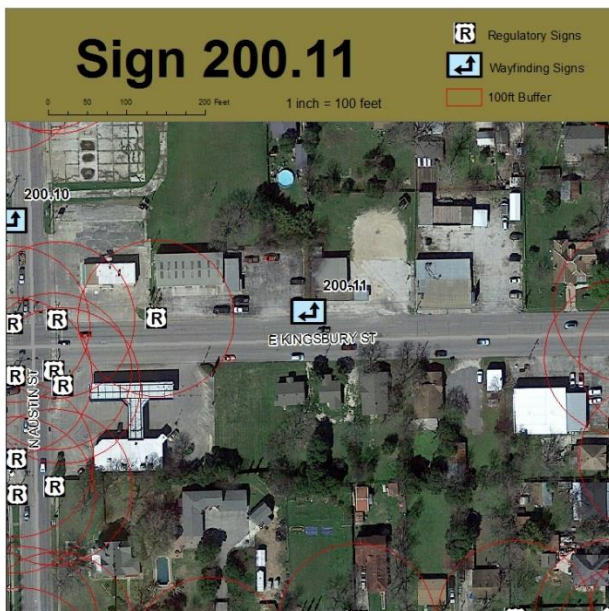 Sign 200.11
R Regulatory Signs
Wayfinding Signs
100ft Buffer
0 50 100 200 Feet
1 inch = 100 feet
200.10
200.11
R
R
R
E KINGSBURY ST
R
R
R
N AUSTIN ST
R
R
R